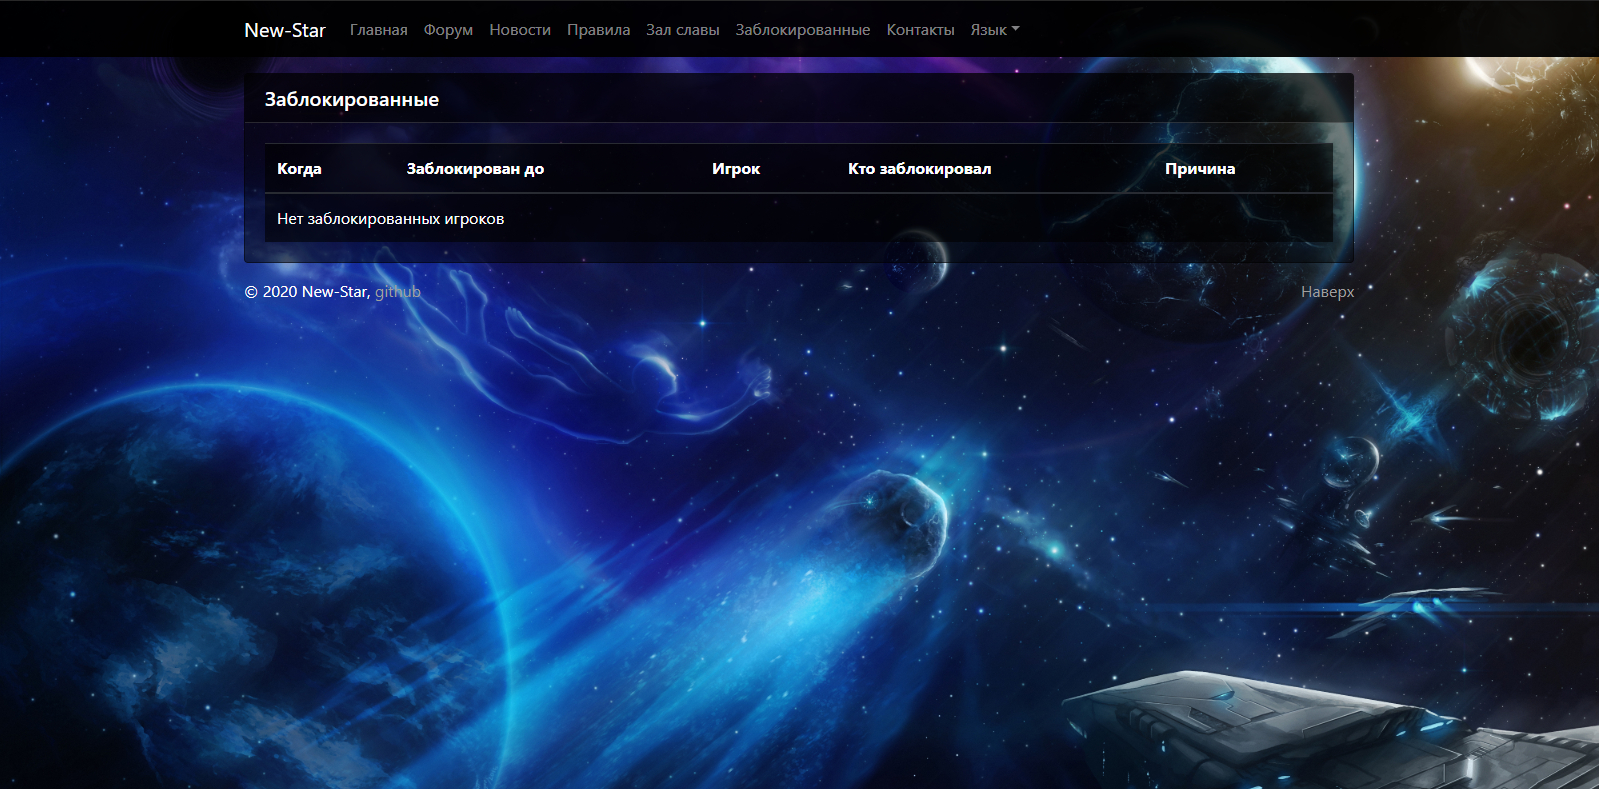 New-Star Главная Форум Новости Правила Зал славы Заблокированные Контакты Язык
Заблокированные
Когда Заблокирован до Игрок Кто заблокировал Причина
Нет заблокированных игроков
© 2020 New-Star, github Наверх